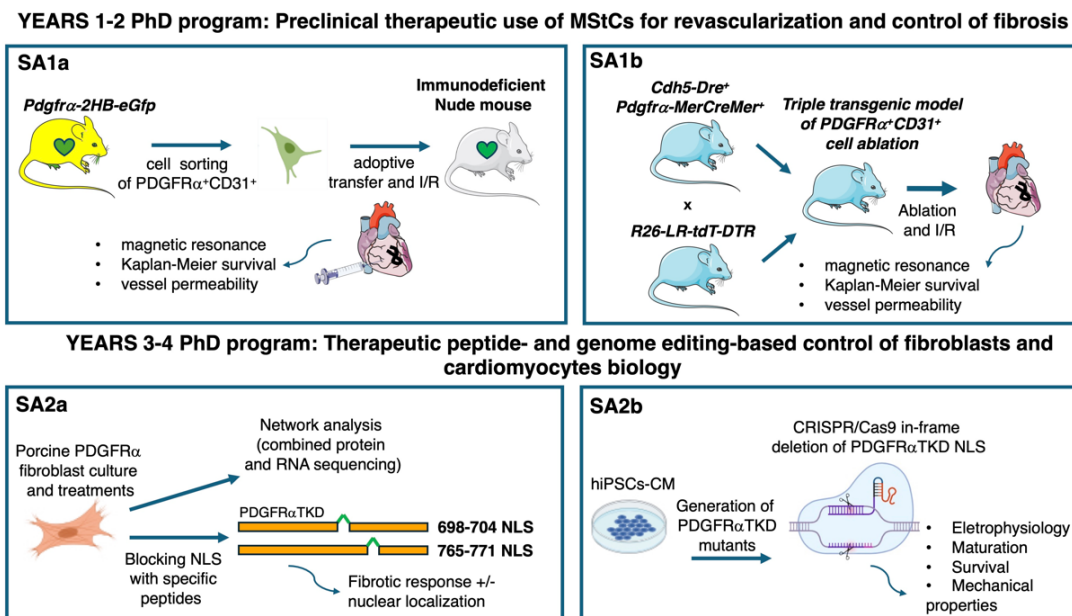 YEARS 1-2 PhD program: Preclinical therapeutic use of MStCs for revascularization and control of fibrosis
SA1a
Pdgfrα-2HB-eGfp
cell sorting
of PDGFRα⁺CD31⁺
adoptive
transfer and I/R
Immunodeficient
Nude mouse
• magnetic resonance
• Kaplan-Meier survival
• vessel permeability
SA1b
Cdh5-Dre⁺
Pdgfrα-MerCreMer⁺
x
R26-LR-tdT-DTR
Triple transgenic model
of PDGFRα⁺CD31⁺
cell ablation
Ablation
and I/R
• magnetic resonance
• Kaplan-Meier survival
• vessel permeability
YEARS 3-4 PhD program: Therapeutic peptide- and genome editing-based control of fibroblasts and
cardiomyocytes biology
SA2a
Porcine PDGFRα
fibroblast culture
and treatments
Network analysis
(combined protein
and RNA sequencing)
Blocking NLS
with specific
peptides
PDGFRαTKD
698-704 NLS
765-771 NLS
Fibrotic response +/-
nuclear localization
SA2b
hiPSCs-CM
Generation of
PDGFRαTKD
mutants
CRISPR/Cas9 in-frame
deletion of PDGFRαTKD NLS
• Eletrophysiology
• Maturation
• Survival
• Mechanical
properties